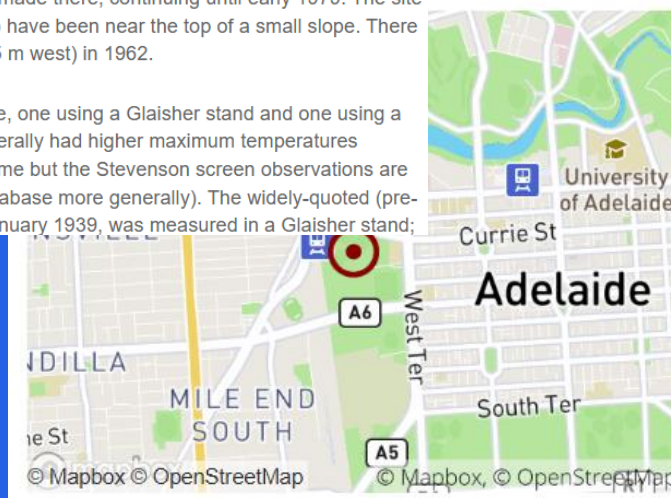 made there, continuing until early 1979. The site
have been near the top of a small slope. There
m west) in 1962.
e, one using a Glaisher stand and one using a
erally had higher maximum temperatures
me but the Stevenson screen observations are
abase more generally). The widely-quoted (pre-
nuary 1939, was measured in a Glaisher stand;
University
of Adelaide
Currie St
Adelaide
A6
West Ter
NDILLA
MILE END
SOUTH
South Ter
ne St
A5
© Mapbox © OpenStreetMap
© Mapbox, © OpenStreetMap